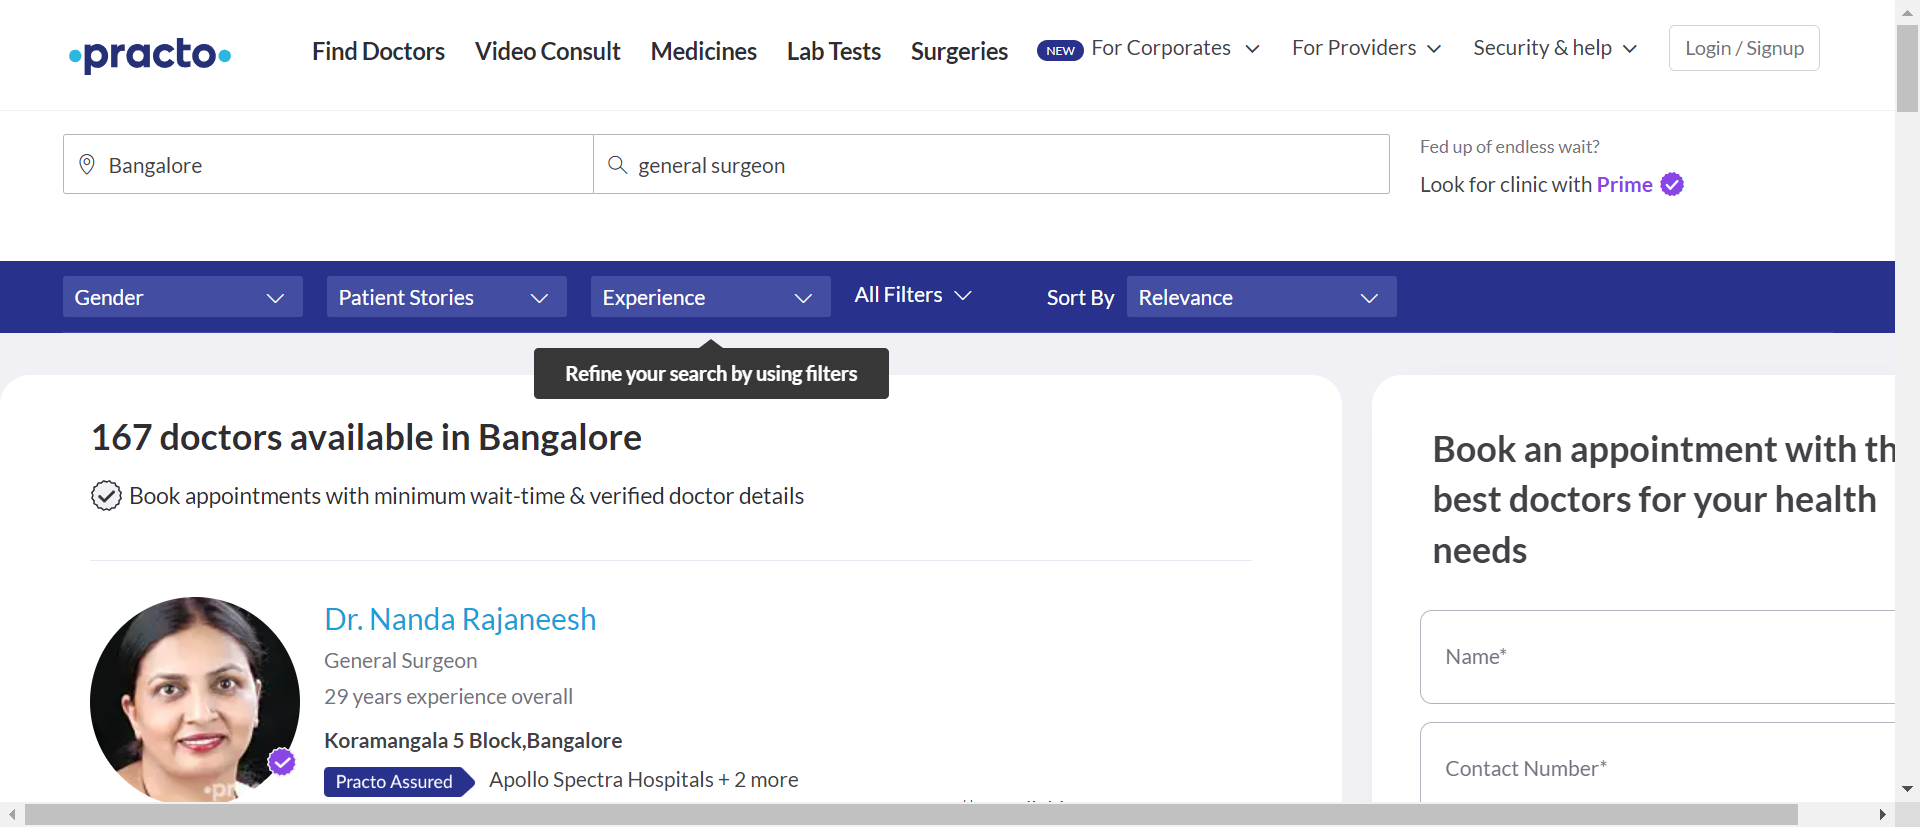 practo
Find Doctors
Video Consult
Medicines
Lab Tests
Surgeries
NEW
For Corporates
For Providers
Security & help
Login / Signup
Bangalore
general surgeon
Fed up of endless wait?
Look for clinic with Prime
Gender
Patient Stories
Experience
All Filters
Sort By
Relevance
Refine your search by using filters
167 doctors available in Bangalore
Book appointments with minimum wait-time & verified doctor details
Dr. Nanda Rajaneesh
General Surgeon
29 years experience overall
Koramangala 5 Block,Bangalore
Practo Assured
Apollo Spectra Hospitals + 2 more
Book an appointment with th
best doctors for your health
needs
Name*
Contact Number*